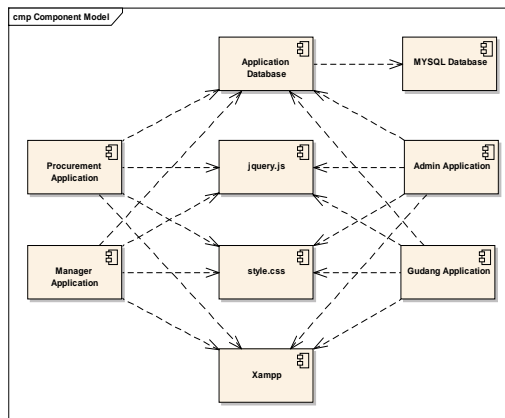 cmp Component Model
Application
Database
MYSQL Database
Procurement
Application
jquery.js
Admin Application
Manager
Application
style.css
Gudang Application
Xampp